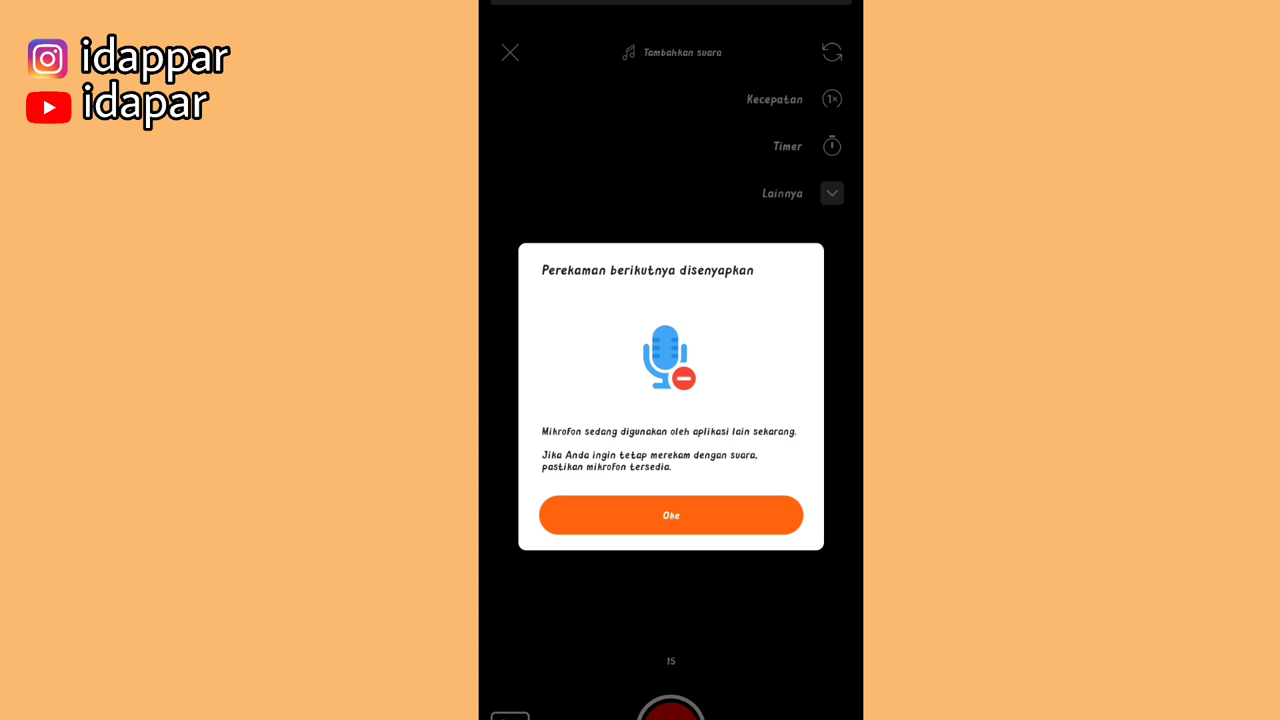 idappar
idapar
Tambahkan suara
Kecepatan
1×
Timer
Lainnya
Perekaman berikutnya disenyapkan
Mikrofon sedang digunakan oleh aplikasi lain sekarang.
Jika Anda ingin tetap merekam dengan suara,
pastikan mikrofon tersedia.
Oke
15